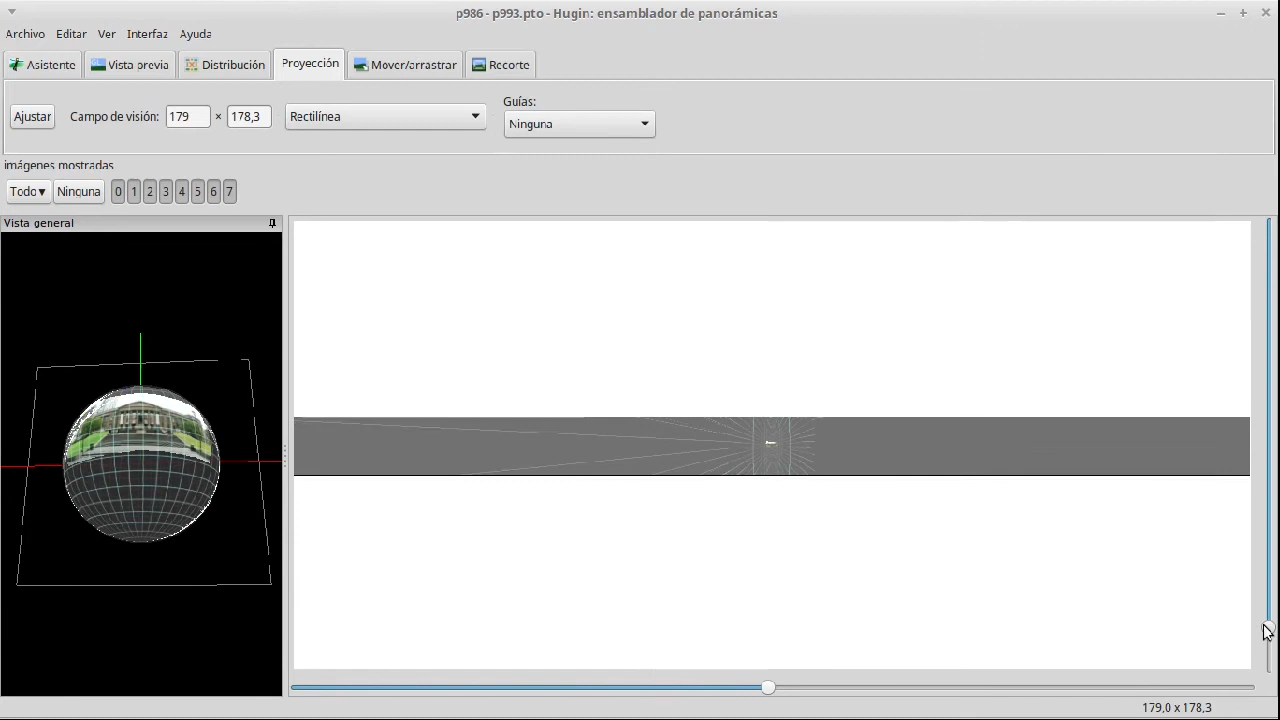 p986 - p993.pto - Hugin: ensamblador de panorámicas
Archivo Editar Ver Interfaz Ayuda
Asistente Vista previa Distribución Proyección Mover/arrastrar Recorte
Guías:
Ajustar Campo de visión: 179 × 178,3 Rectilínea Ninguna
imágenes mostradas
Todo Ninguna 0 1 2 3 4 5 6 7
Vista general
179,0 x 178,3